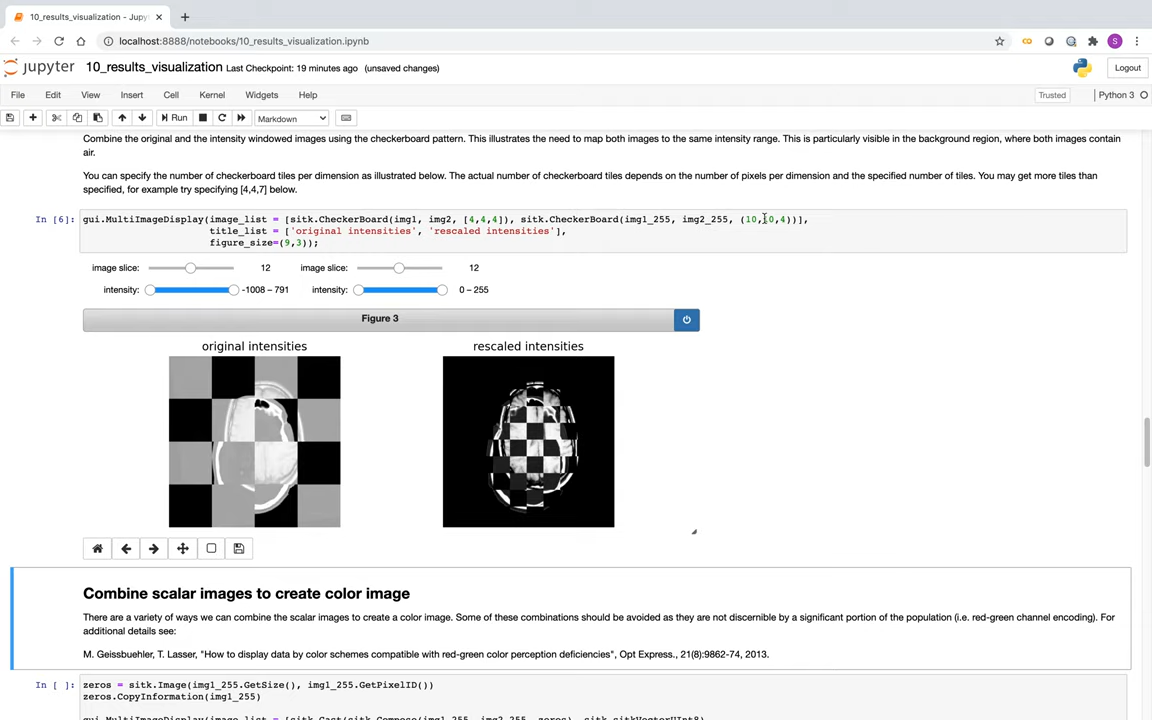 10_results_visualization - Jupy
localhost:8888/notebooks/10_results_visualization.ipynb
S
jupyter 10_results_visualization Last Checkpoint: 19 minutes ago (unsaved changes)
Logout
File Edit View Insert Cell Kernel Widgets Help
Trusted
Python 3
Run
Markdown
Combine the original and the intensity windowed images using the checkerboard pattern. This illustrates the need to map both images to the same intensity range. This is particularly visible in the background region, where both images contain
air.
You can specify the number of checkerboard tiles per dimension as illustrated below. The actual number of checkerboard tiles depends on the number of pixels per dimension and the specified number of tiles. You may get more tiles than
specified, for example try specifying [4,4,7] below.
In [6]: gui.MultiImageDisplay(image_list = [sitk.CheckerBoard(img1, img2, [4,4,4]), sitk.CheckerBoard(img1_255, img2_255, (10,10,4))],
title_list = ['original intensities', 'rescaled intensities'],
figure_size=(9,3));
image slice: 12 image slice: 12
intensity: -1008 – 791 intensity: 0 – 255
Figure 3
original intensities rescaled intensities
Combine scalar images to create color image
There are a variety of ways we can combine the scalar images to create a color image. Some of these combinations should be avoided as they are not discernible by a significant portion of the population (i.e. red-green channel encoding). For
additional details see:
M. Geissbuehler, T. Lasser, "How to display data by color schemes compatible with red-green color perception deficiencies", Opt Express., 21(8):9862-74, 2013.
In [ ]: zeros = sitk.Image(img1_255.GetSize(), img1_255.GetPixelID())
zeros.CopyInformation(img1_255)
gui.MultiImageDisplay(image_list = [sitk.Cast(sitk.Compose(img1_255, img2_255, zeros), sitk.sitkVectorUInt8),